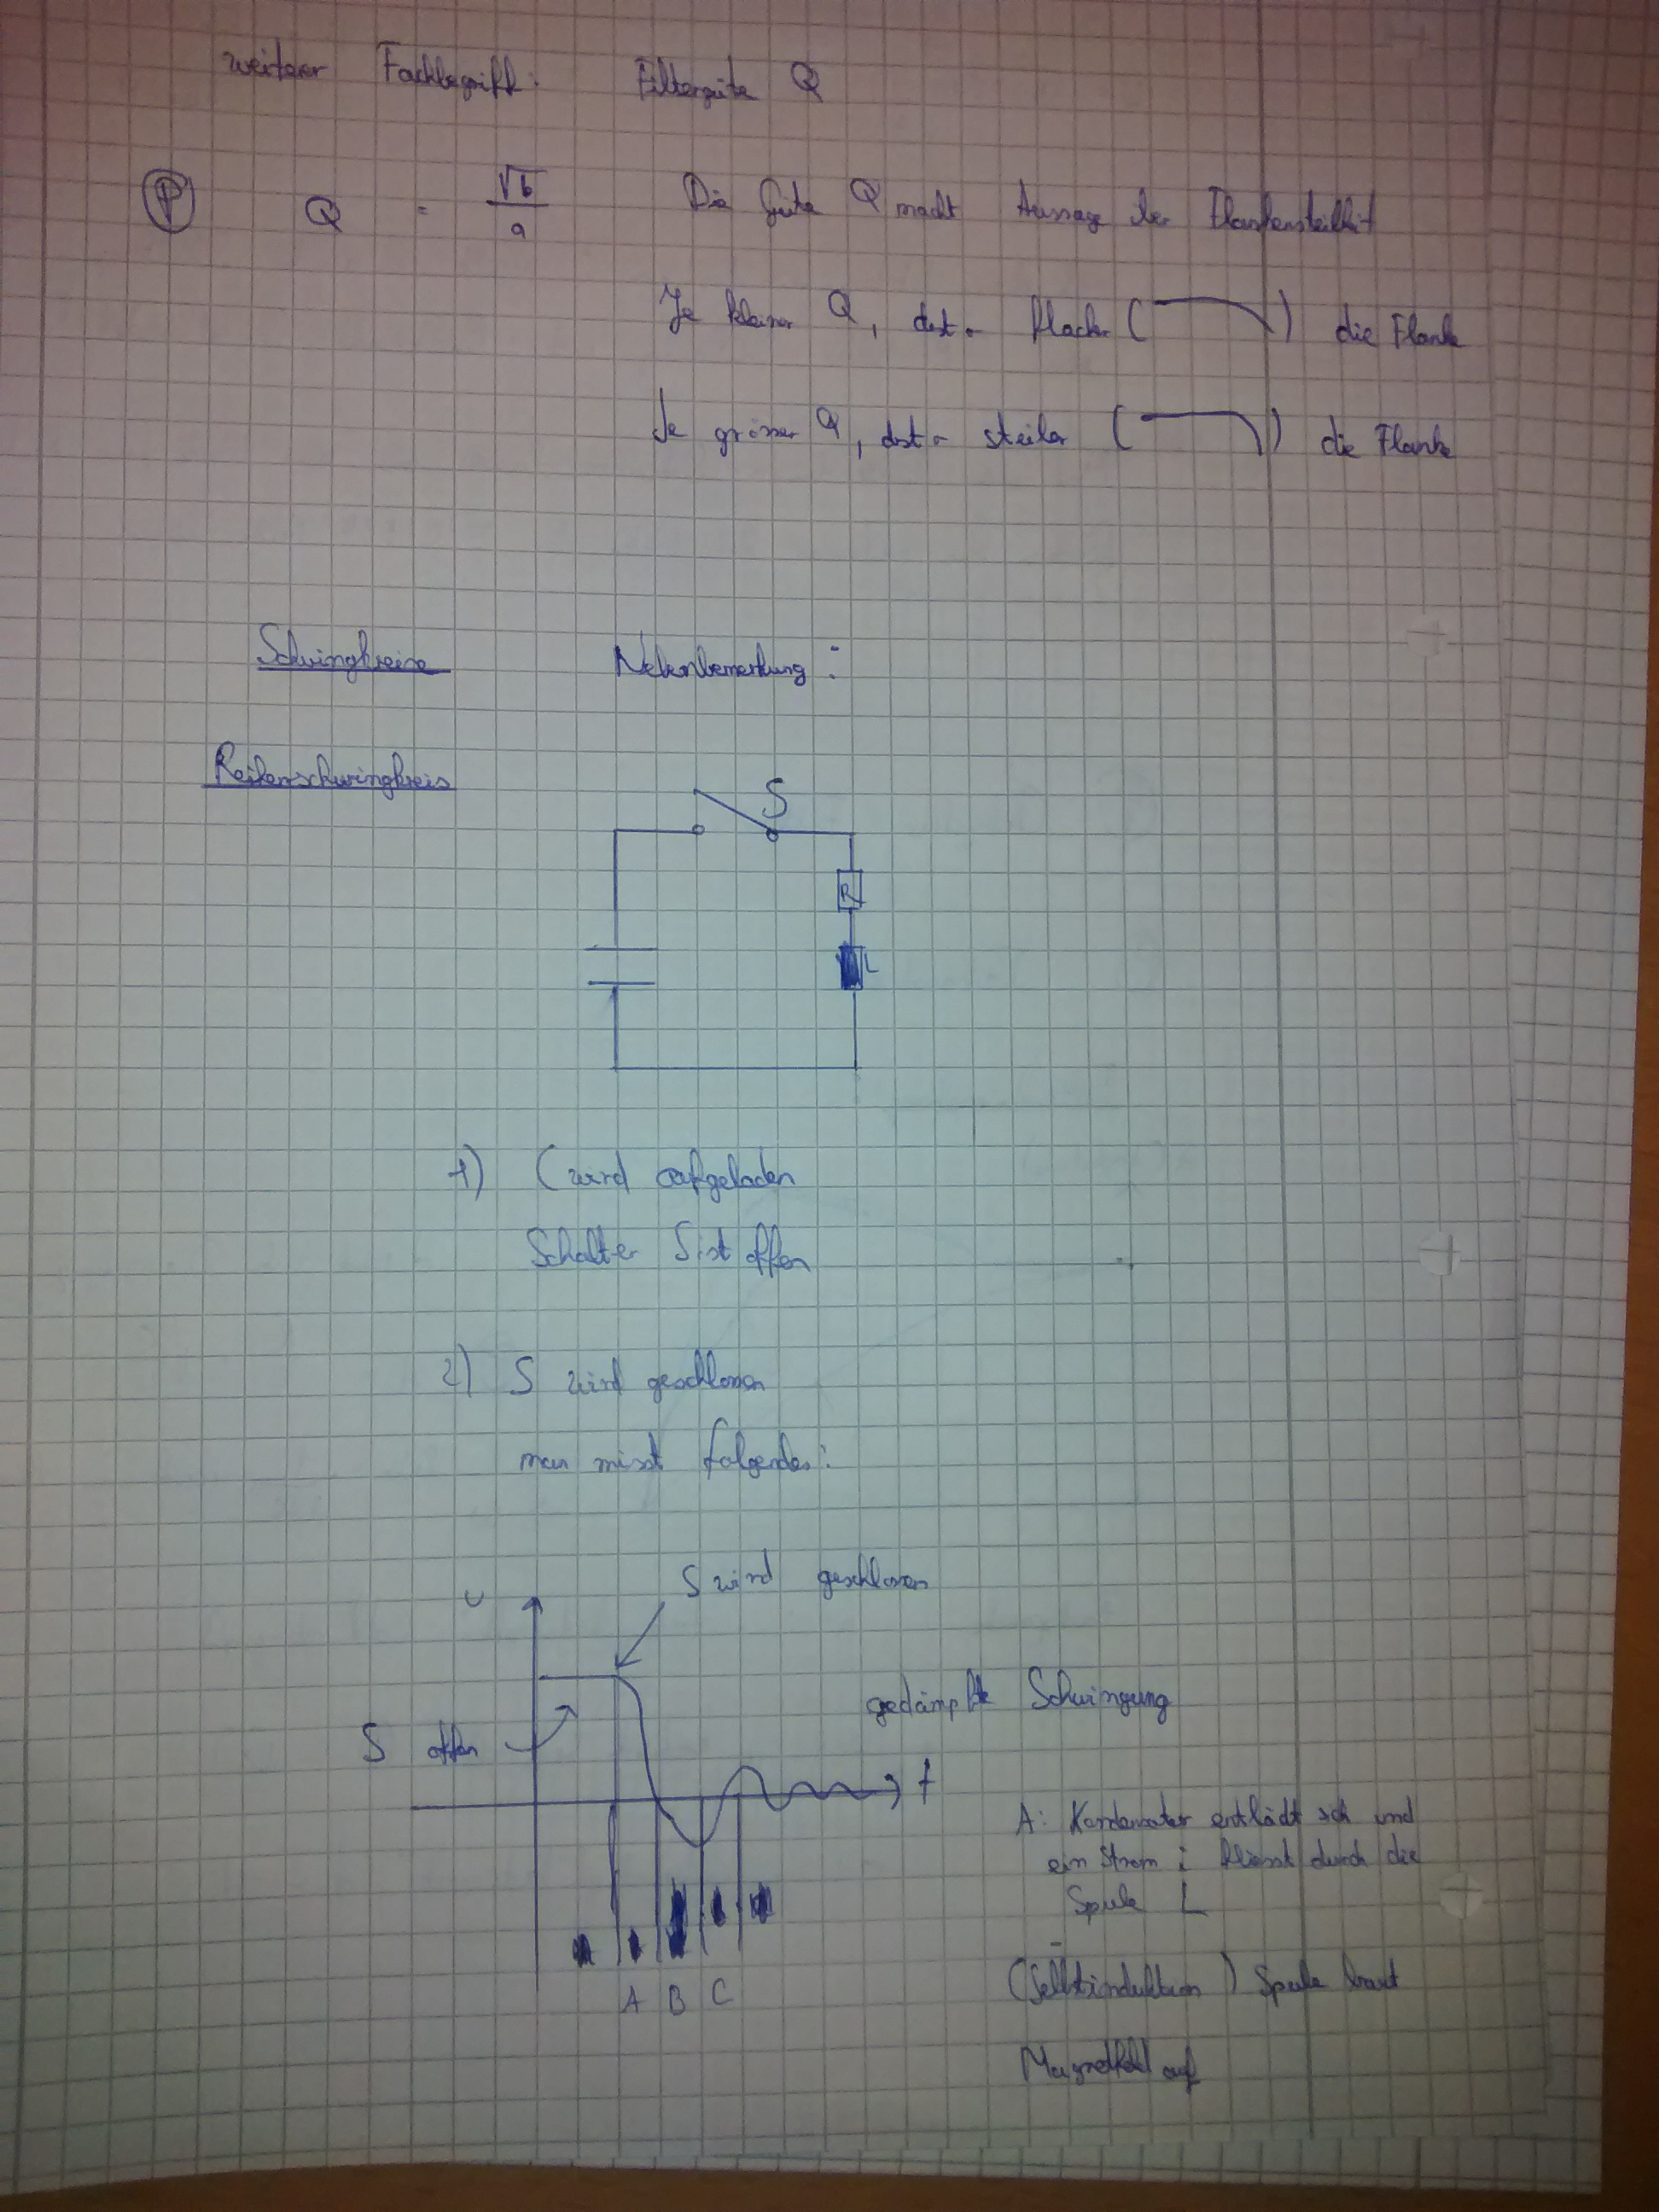 weiterer Fachbegriff: Filtergüte Q
P Q = √b / a Die Güte Q macht Aussage der Flankensteilheit
Je kleiner Q, desto flacher ( ) die Flanke
Je grösser Q, desto steiler ( ) die Flanke
Schwingkreise Nebenbemerkung:
Reihenschwingkreis
S
R
L
1) C wird aufgeladen
Schalter S ist offen
2) S wird geschlossen
man misst folgendes:
S wird geschlossen
U
gedämpfte Schwingung
S offen
t
A: Kondensator entlädt sich und
ein Strom i fliesst durch die
Spule L
A B C
(Selbstinduktion) Spule baut
Magnetfeld auf